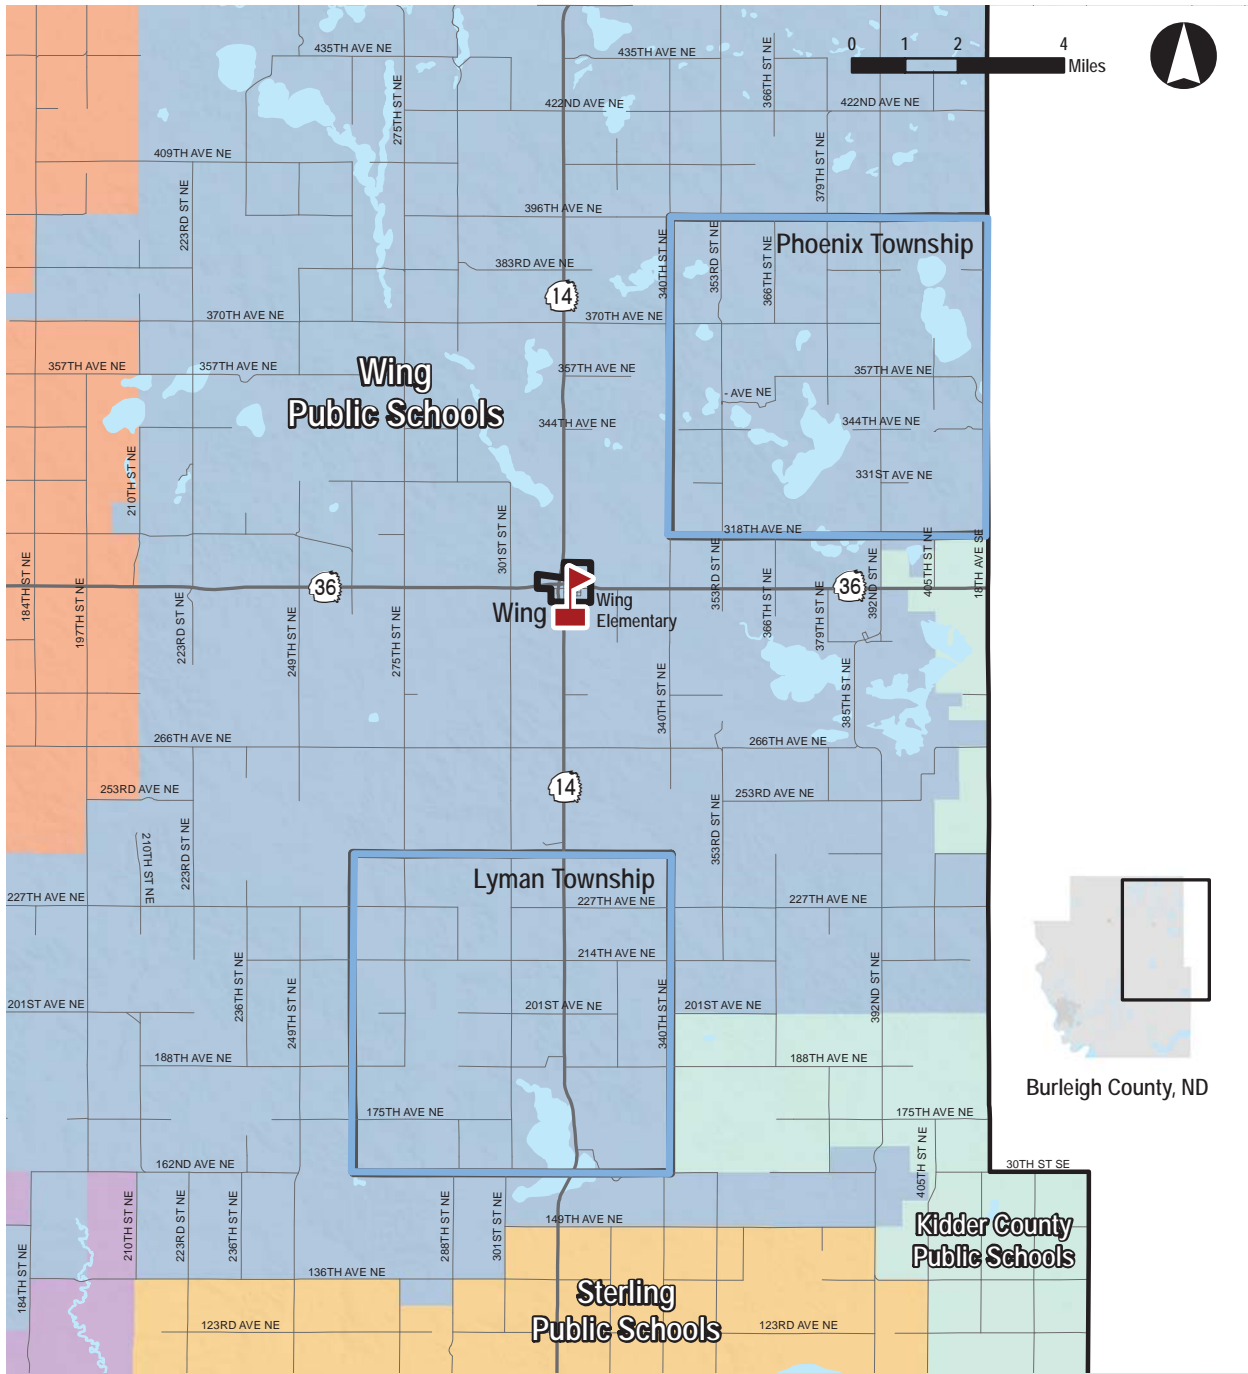 0 1 2 4
Miles
435TH AVE NE
435TH AVE NE
366TH ST NE
275TH ST NE
422ND AVE NE
422ND AVE NE
409TH AVE NE
379TH ST NE
223RD ST NE
396TH AVE NE
340TH ST NE
353RD ST NE
366TH ST NE
Phoenix Township
383RD AVE NE
14
370TH AVE NE
370TH AVE NE
357TH AVE NE
357TH AVE NE
Wing
Public Schools
357TH AVE NE
357TH AVE NE
- AVE NE
344TH AVE NE
344TH AVE NE
210TH ST NE
331ST AVE NE
301ST ST NE
318TH AVE NE
184TH ST NE
197TH ST NE
36
353RD ST NE
366TH ST NE
379TH ST NE
36
392ND ST NE
405TH ST NE
18TH AVE SE
Wing
Wing
Elementary
223RD ST NE
249TH ST NE
275TH ST NE
340TH ST NE
385TH ST NE
266TH AVE NE
266TH AVE NE
14
253RD AVE NE
253RD AVE NE
210TH ST NE
223RD ST NE
353RD ST NE
Lyman Township
227TH AVE NE
227TH AVE NE
227TH AVE NE
214TH AVE NE
236TH ST NE
249TH ST NE
340TH ST NE
392ND ST NE
201ST AVE NE
201ST AVE NE
201ST AVE NE
188TH AVE NE
188TH AVE NE
Burleigh County, ND
175TH AVE NE
175TH AVE NE
162ND AVE NE
405TH ST NE
30TH ST SE
184TH ST NE
210TH ST NE
223RD ST NE
236TH ST NE
288TH ST NE
301ST ST NE
149TH AVE NE
Kidder County
Public Schools
136TH AVE NE
Sterling
Public Schools
123RD AVE NE
123RD AVE NE